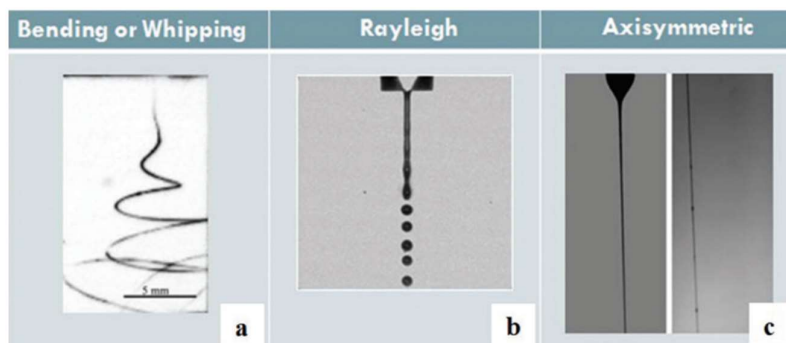 Bending or Whipping
Rayleigh
Axisymmetric
5 mm
a
b
c